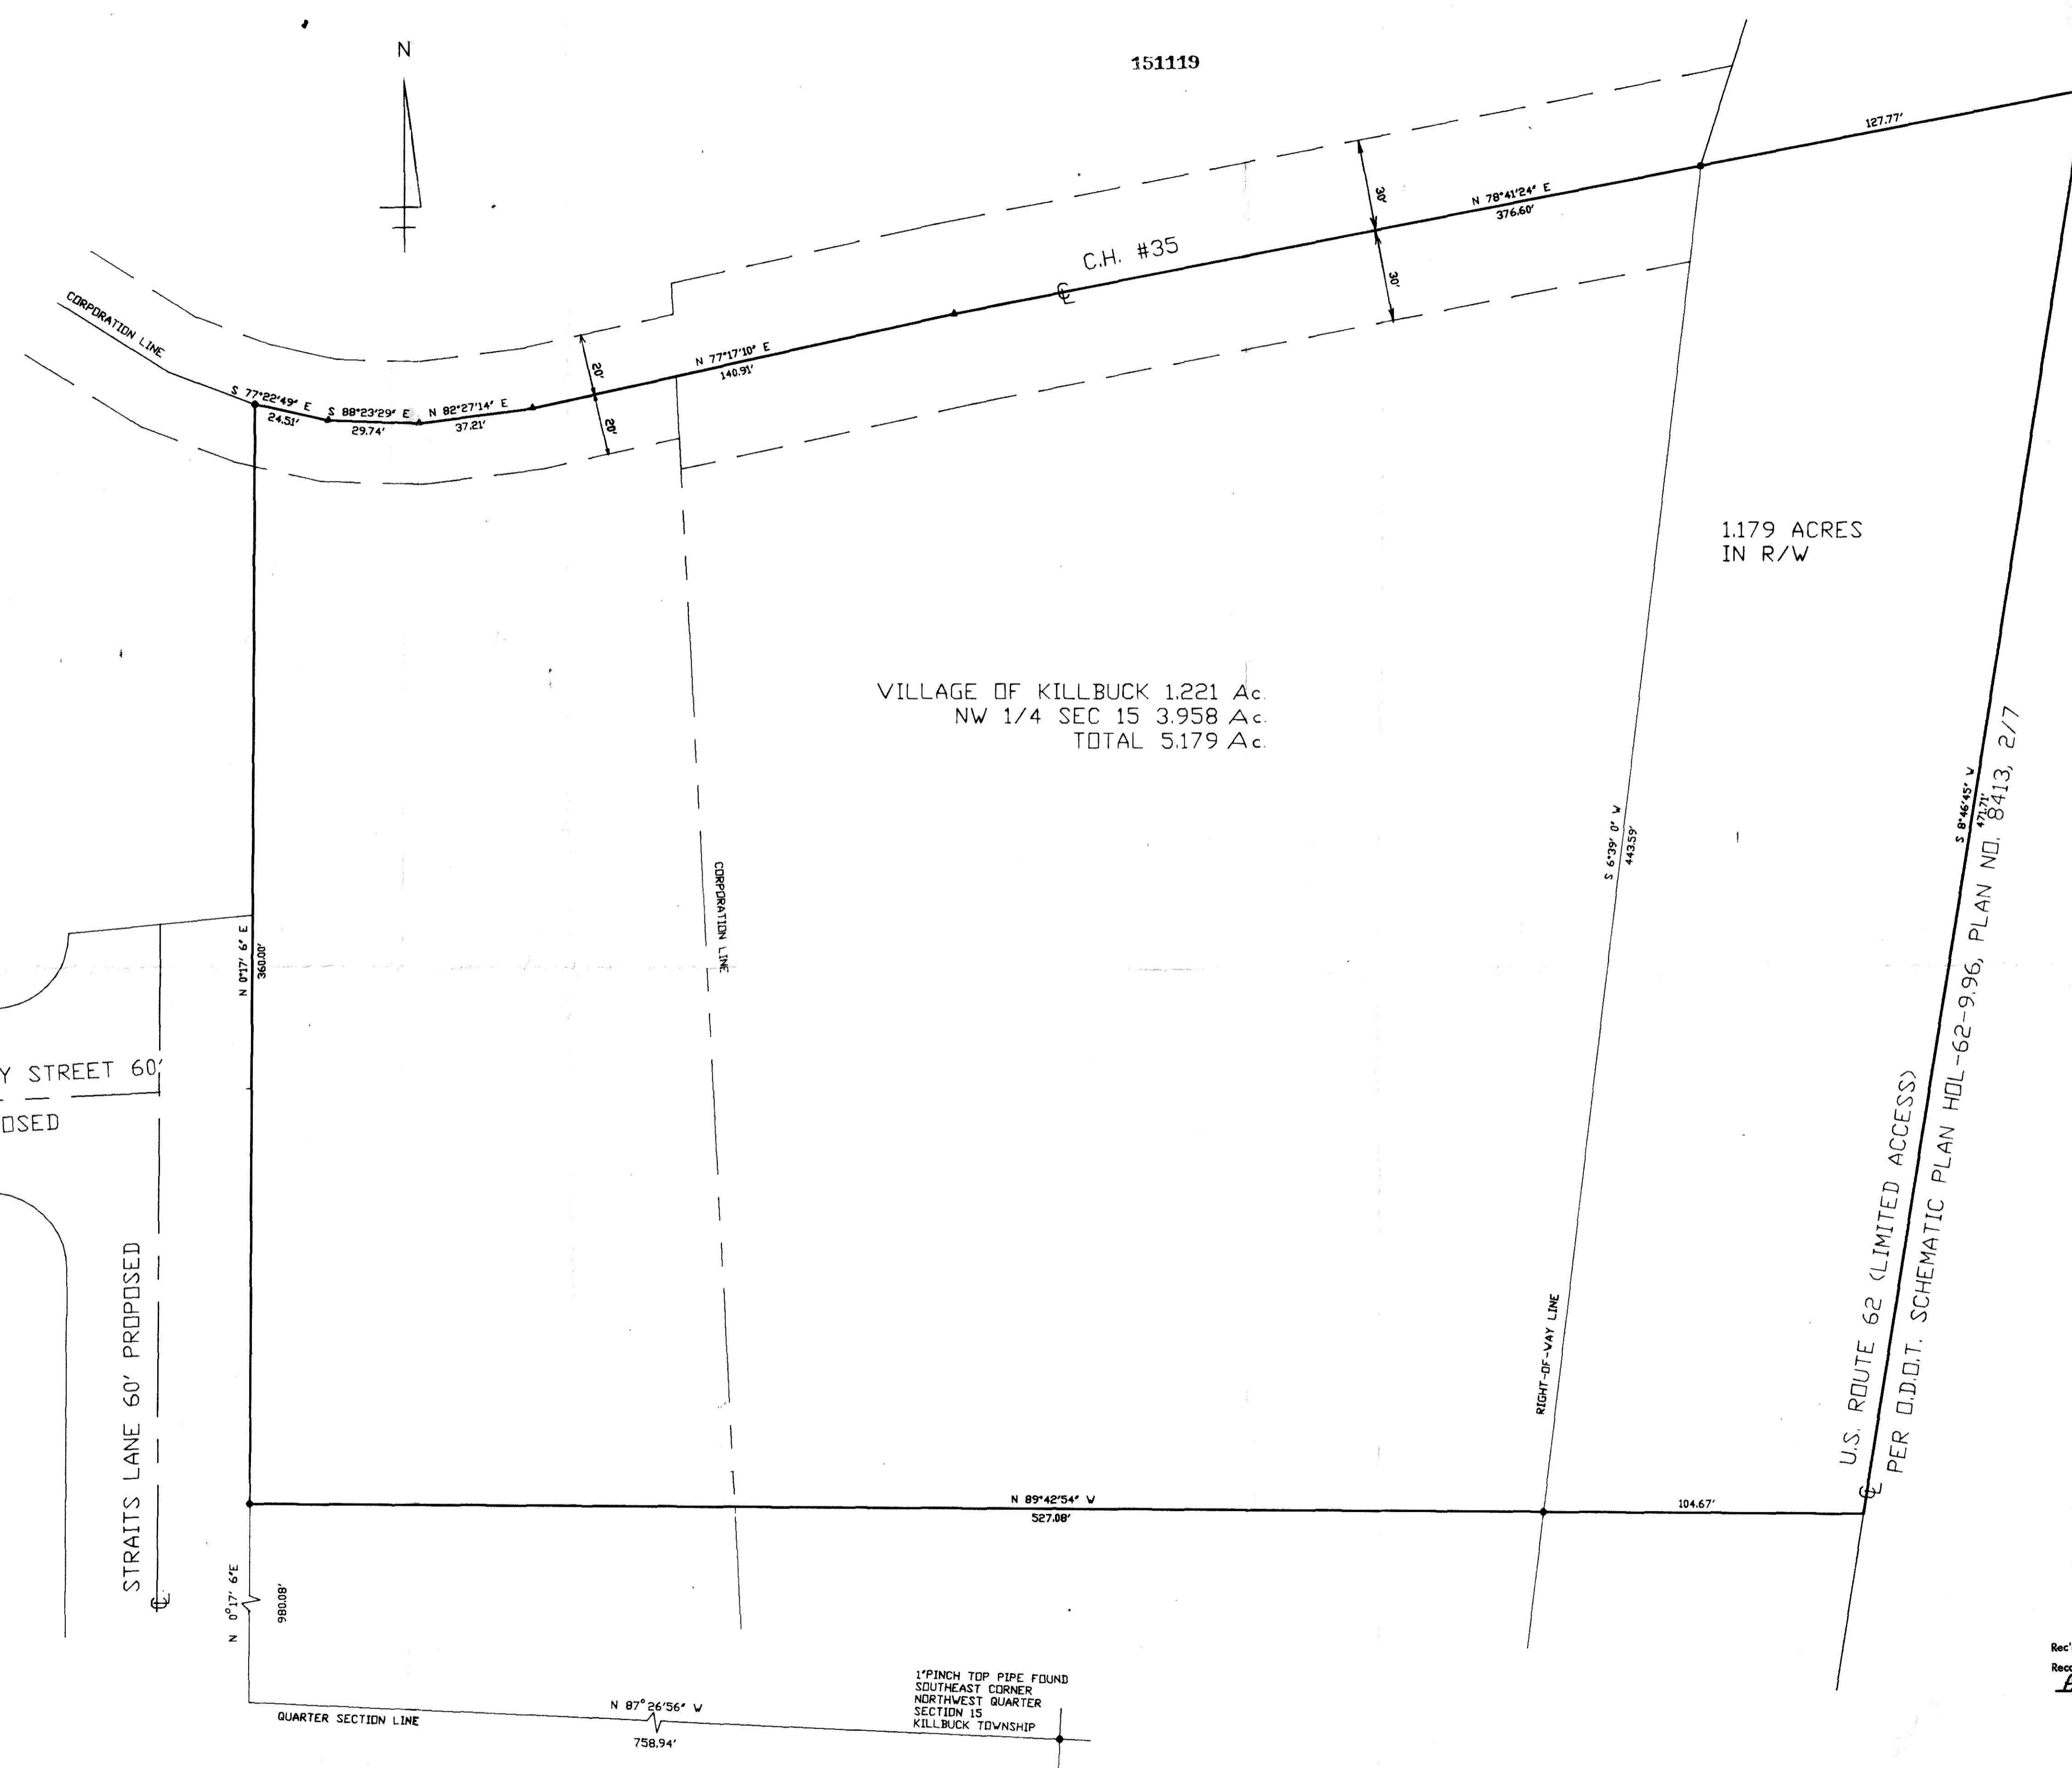 N
151119
127.77'
N 78°41'24" E
376.60'
30'
30'
C.H. #35
CORPORATION LINE
N 77°17'10" E
140.91'
20'
20'
S 77°22'49" E
24.51'
S 88°23'29" E
29.74'
N 82°27'14" E
37.21'
1.179 ACRES
IN R/W
VILLAGE OF KILLBUCK 1.221 Ac.
NW 1/4 SEC 15 3.958 Ac.
TOTAL 5.179 Ac.
S 6°39' 0" W
443.59'
S 8°46'45" W
471.71'
CORPORATION LINE
N 0°17' 6" E
360.00'
Y STREET 60'
OSED
STRAITS LANE 60' PROPOSED
RIGHT-OF-WAY LINE
U.S. ROUTE 62 (LIMITED ACCESS)
PER O.D.O.T. SCHEMATIC PLAN HOL-62-9.96, PLAN NO. 8413, 2/7
N 89°42'54" W
527.08'
104.67'
N 0°17' 6"E
980.08'
1"PINCH TOP PIPE FOUND
SOUTHEAST CORNER
NORTHWEST QUARTER
SECTION 15
KILLBUCK TOWNSHIP
N 87°26'56" W
758.94'
QUARTER SECTION LINE
Rec'
Reco